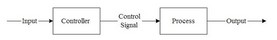 Input
Controller
Control
Signal
Process
Output